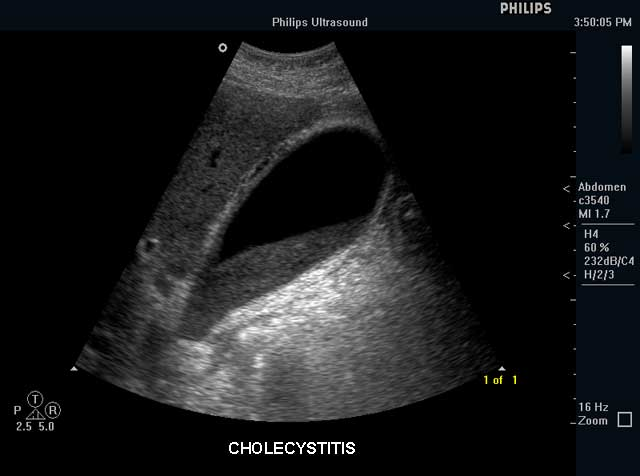 PHILIPS
Philips Ultrasound
3:50:05 PM
Abdomen
c3540
MI 1.7
H4
60 %
232dB/C4
H/2/3
1 of 1
16 Hz
Zoom
T
P R
2.5 5.0
CHOLECYSTITIS